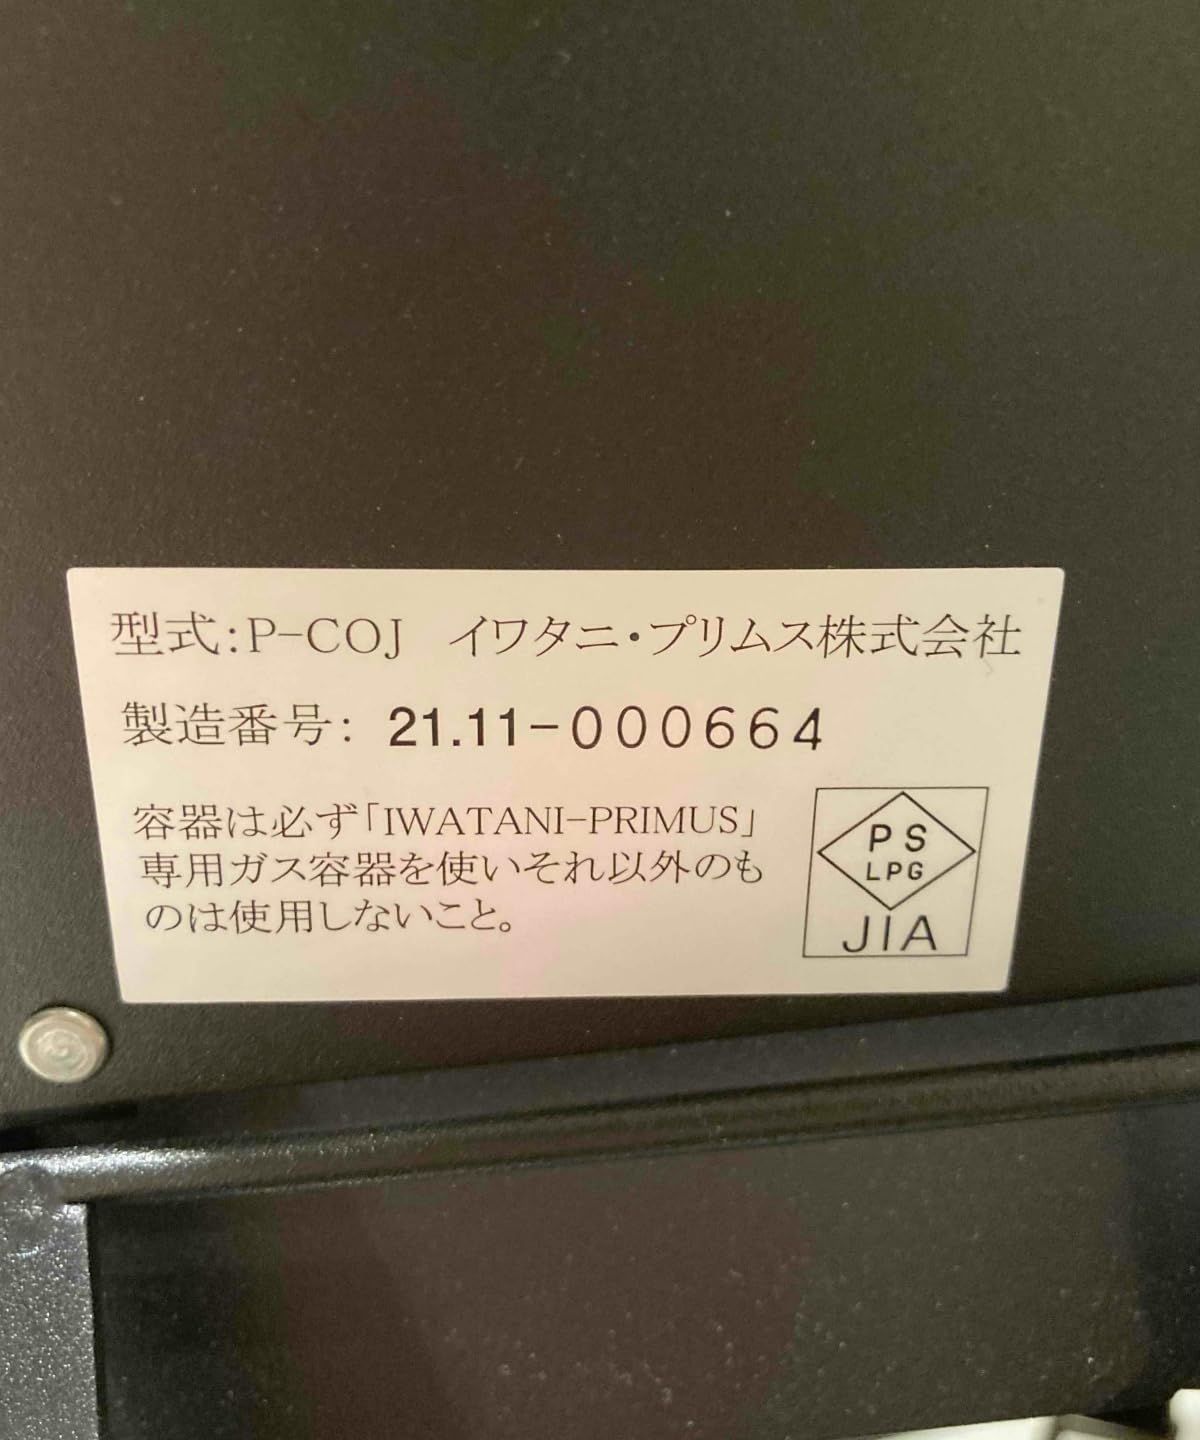 型式：P-COJ　イワタニ・プリムス株式会社
製造番号：21.11-000664
容器は必ず「IWATANI-PRIMUS」
専用ガス容器を使いそれ以外のも
のは使用しないこと。
PS
LPG
JIA